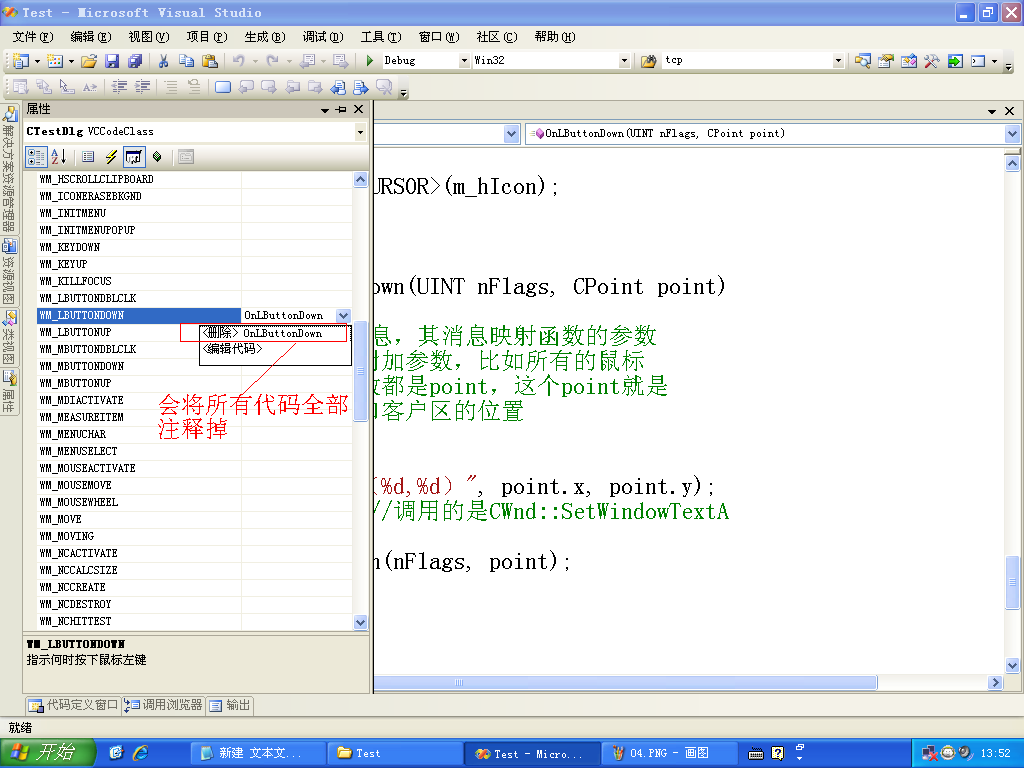 Test - Microsoft Visual Studio
文件(F) 编辑(E) 视图(V) 项目(P) 生成(B) 调试(D) 工具(T) 窗口(W) 社区(C) 帮助(H)
Debug Win32 tcp
属性
CTestDlg VCCodeClass
OnLButtonDown(UINT nFlags, CPoint point)
解决方案资源管理器
资源视图
类视图
属性
WM_HSCROLLCLIPBOARD
WM_ICONERASEBKGND
WM_INITMENU
WM_INITMENUPOPUP
WM_KEYDOWN
WM_KEYUP
WM_KILLFOCUS
WM_LBUTTONDBLCLK
WM_LBUTTONDOWN OnLButtonDown
WM_LBUTTONUP
<删除> OnLButtonDown
<编辑代码>
WM_MBUTTONDBLCLK
WM_MBUTTONDOWN
WM_MBUTTONUP
WM_MDIACTIVATE
WM_MEASUREITEM
WM_MENUCHAR
WM_MENUSELECT
WM_MOUSEACTIVATE
WM_MOUSEMOVE
WM_MOUSEWHEEL
WM_MOVE
WM_MOVING
WM_NCACTIVATE
WM_NCCALCSIZE
WM_NCCREATE
WM_NCDESTROY
WM_NCHITTEST
会将所有代码全部
注释掉
WM_LBUTTONDOWN
指示何时按下鼠标左键
URSOR>(m_hIcon);
own(UINT nFlags, CPoint point)
息，其消息映射函数的参数
附加参数，比如所有的鼠标
数都是point，这个point就是
的客户区的位置
(%d,%d）", point.x, point.y);
//调用的是CWnd::SetWindowTextA
n(nFlags, point);
代码定义窗口 调用浏览器 输出
就绪
开始 新建 文本文... Test Test - Micro... 04.PNG - 画图 13:52